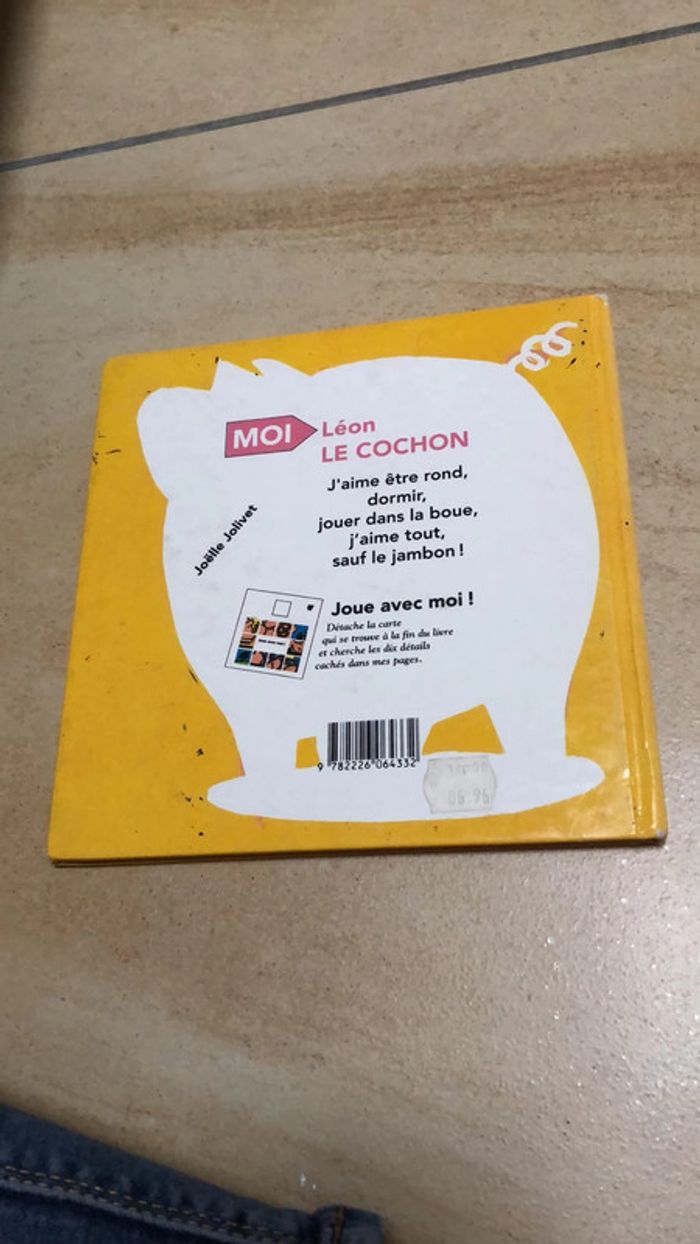 MOI Léon
LE COCHON
J'aime être rond,
dormir,
jouer dans la boue,
j'aime tout,
sauf le jambon !
Joëlle Jolivet
Joue avec moi !
Détache la carte
qui se trouve à la fin du livre
et cherche les dix détails
cachés dans mes pages.
9 782226 064332
06 96